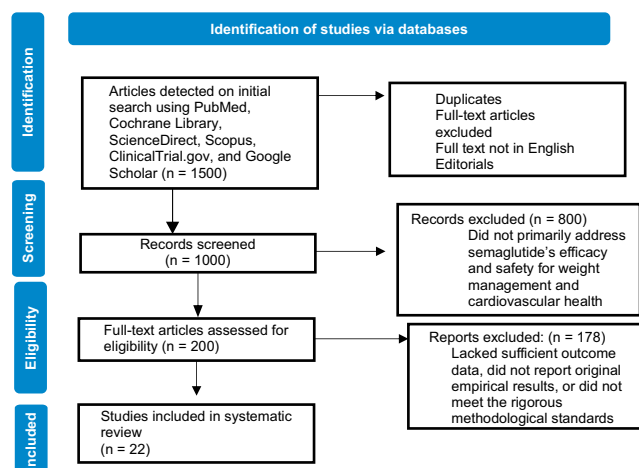 Identification of studies via databases
Identification
Articles detected on initial
search using PubMed,
Cochrane Library,
ScienceDirect, Scopus,
ClinicalTrial.gov, and Google
Scholar (n = 1500)
Duplicates
Full-text articles
excluded
Full text not in English
Editorials
Screening
Records screened
(n = 1000)
Records excluded (n = 800)
Did not primarily address
semaglutide's efficacy
and safety for weight
management and
cardiovascular health
Eligibility
Full-text articles assessed for
eligibility (n = 200)
Reports excluded: (n = 178)
Lacked sufficient outcome
data, did not report original
empirical results, or did not
meet the rigorous
methodological standards
Included
Studies included in systematic
review
(n = 22)